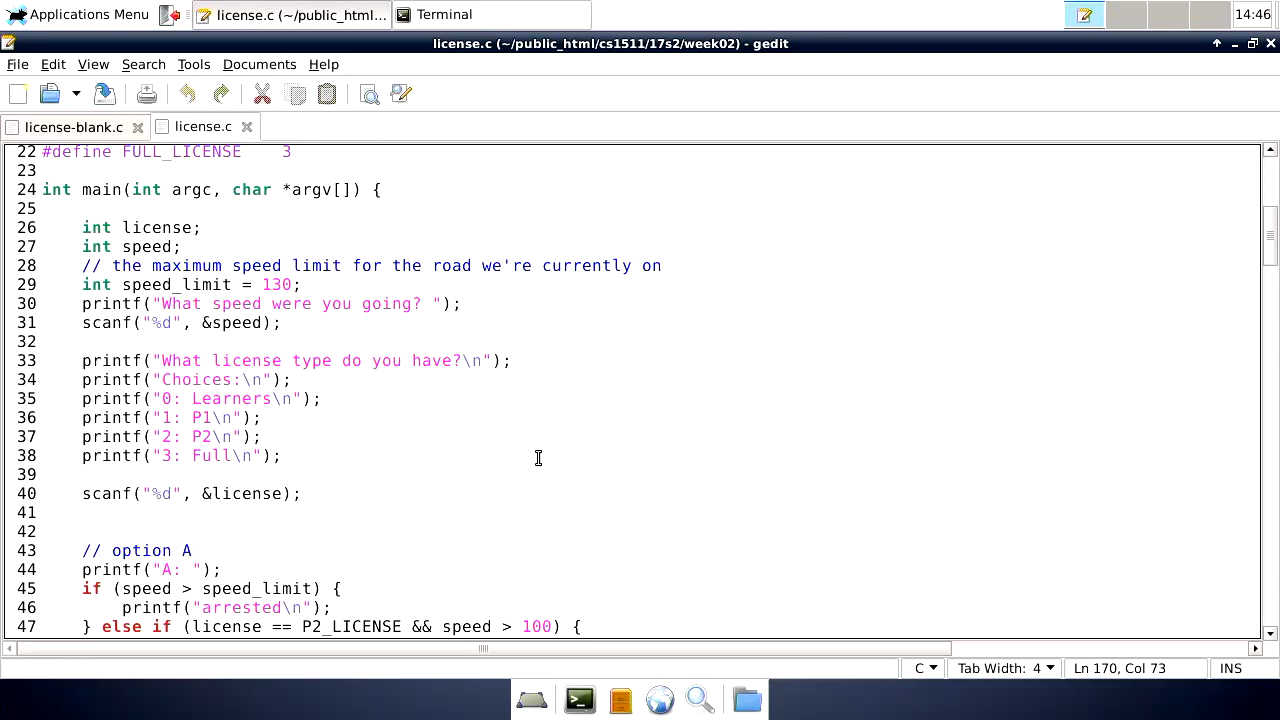 Applications Menu license.c (~/public_html... Terminal 14:46
license.c (~/public_html/cs1511/17s2/week02) - gedit
File Edit View Search Tools Documents Help
license-blank.c license.c
22 #define FULL_LICENSE    3
23
24 int main(int argc, char *argv[]) {
25
26     int license;
27     int speed;
28     // the maximum speed limit for the road we're currently on
29     int speed_limit = 130;
30     printf("What speed were you going? ");
31     scanf("%d", &speed);
32
33     printf("What license type do you have?\n");
34     printf("Choices:\n");
35     printf("0: Learners\n");
36     printf("1: P1\n");
37     printf("2: P2\n");
38     printf("3: Full\n");
39
40     scanf("%d", &license);
41
42
43     // option A
44     printf("A: ");
45     if (speed > speed_limit) {
46         printf("arrested\n");
47     } else if (license == P2_LICENSE && speed > 100) {
C Tab Width: 4 Ln 170, Col 73 INS